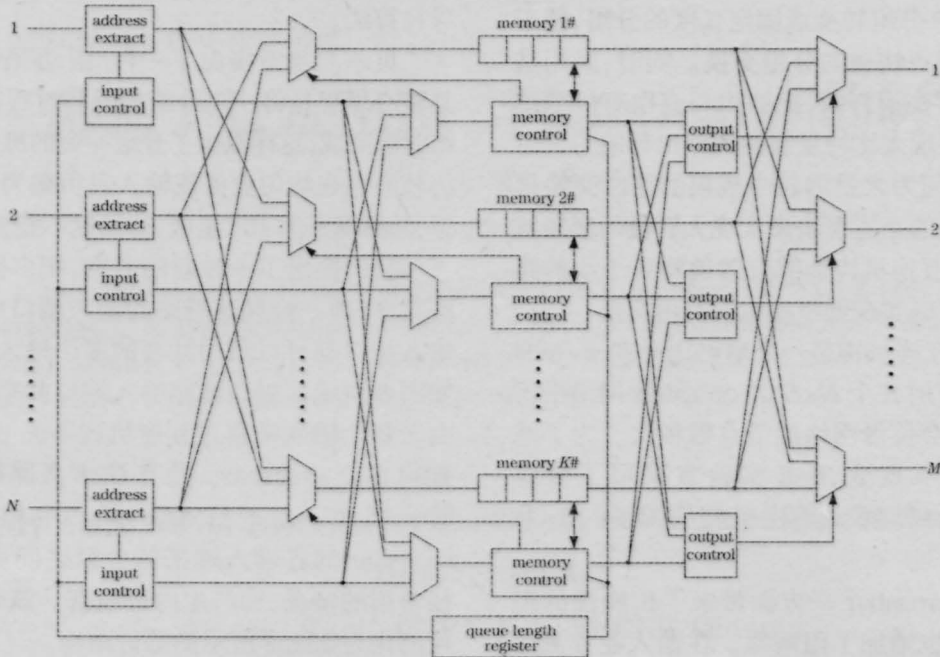 1
address
extract
input
control
memory 1#
memory
control
output
control
1
2
address
extract
input
control
memory 2#
memory
control
output
control
2
N
address
extract
input
control
memory K#
memory
control
output
control
M
queue length
register